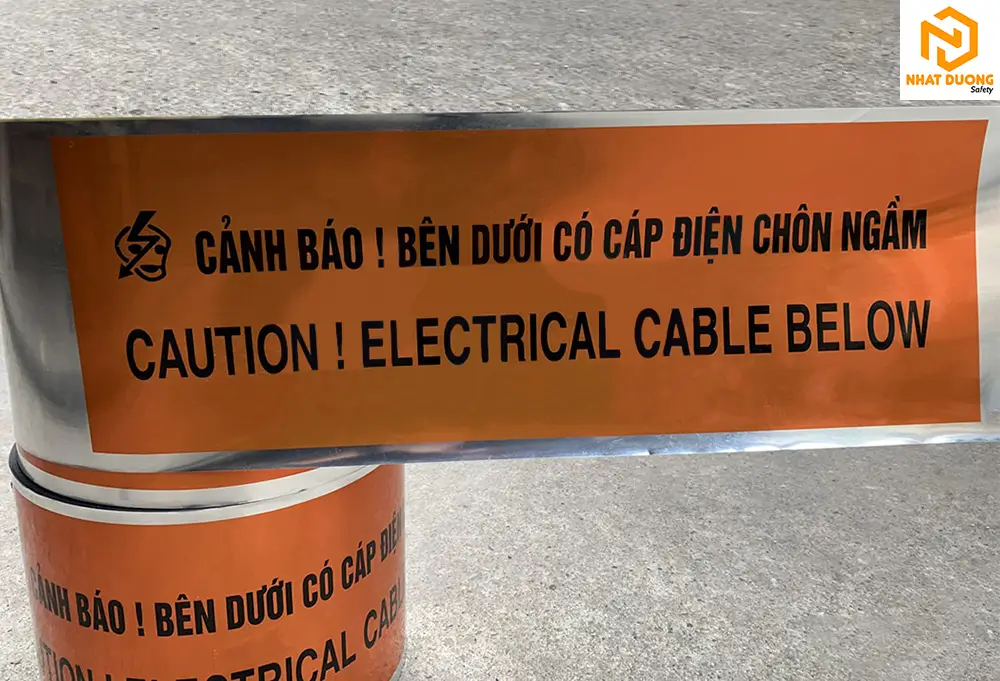 NHAT DUONG
Safety
CẢNH BÁO ! BÊN DƯỚI CÓ CÁP ĐIỆN CHÔN NGẦM
CAUTION ! ELECTRICAL CABLE BELOW
CẢNH BÁO ! BÊN DƯỚI CÓ CÁP ĐIỆN
ELECTRICAL